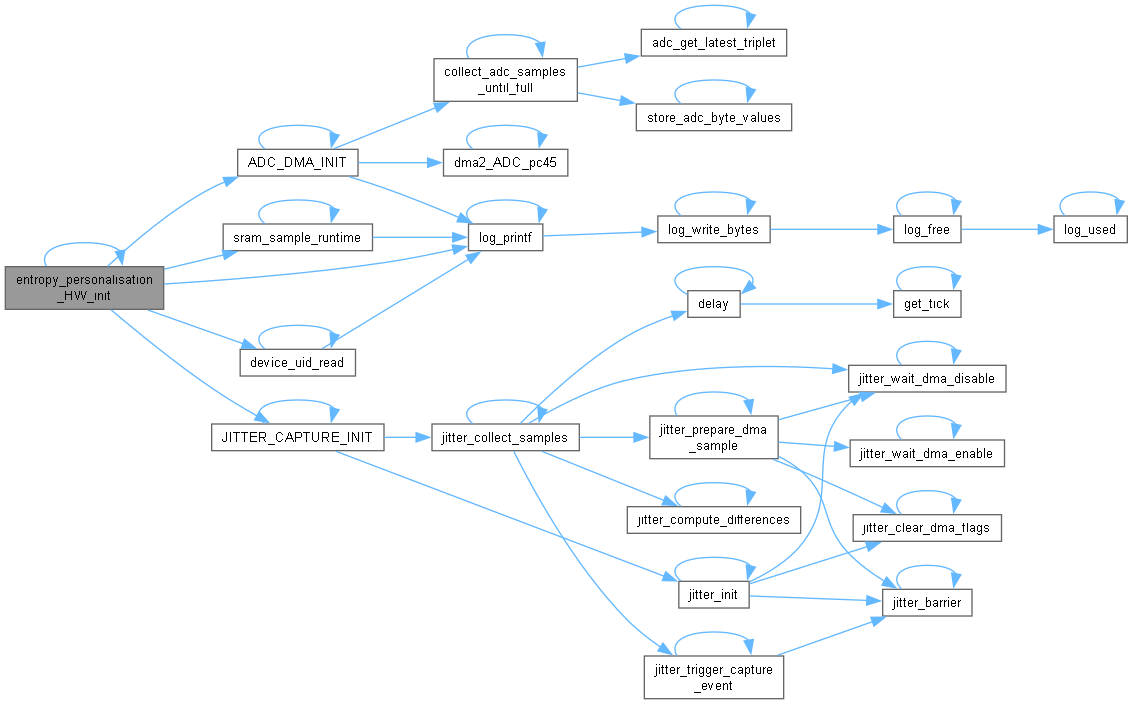 adc_get_latest_triplet
collect_adc_samples
_until_full
store_adc_byte_values
ADC_DMA_INIT
dma2_ADC_pc45
sram_sample_runtime
log_printf
log_write_bytes
log_free
log_used
entropy_personalisation
_HW_init
delay
get_tick
device_uid_read
jitter_wait_dma_disable
JITTER_CAPTURE_INIT
jitter_collect_samples
jitter_prepare_dma
_sample
jitter_wait_dma_enable
jitter_compute_differences
jitter_clear_dma_flags
jitter_init
jitter_barrier
jitter_trigger_capture
_event